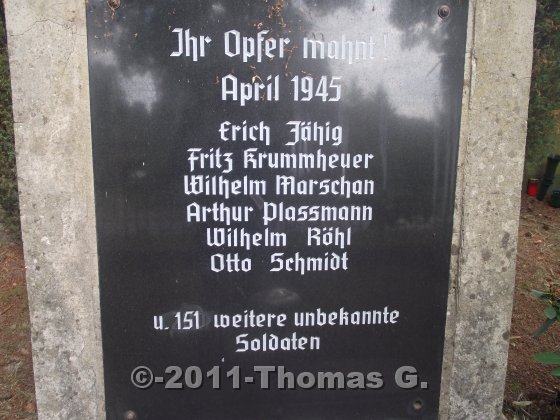 Ihr Opfer mahnt!
April 1945
Erich Jähig
Fritz Krummheuer
Wilhelm Marschan
Arthur Plassmann
Wilhelm Röhl
Otto Schmidt
u. 151 weitere unbekannte
Soldaten
©-2011-Thomas G.